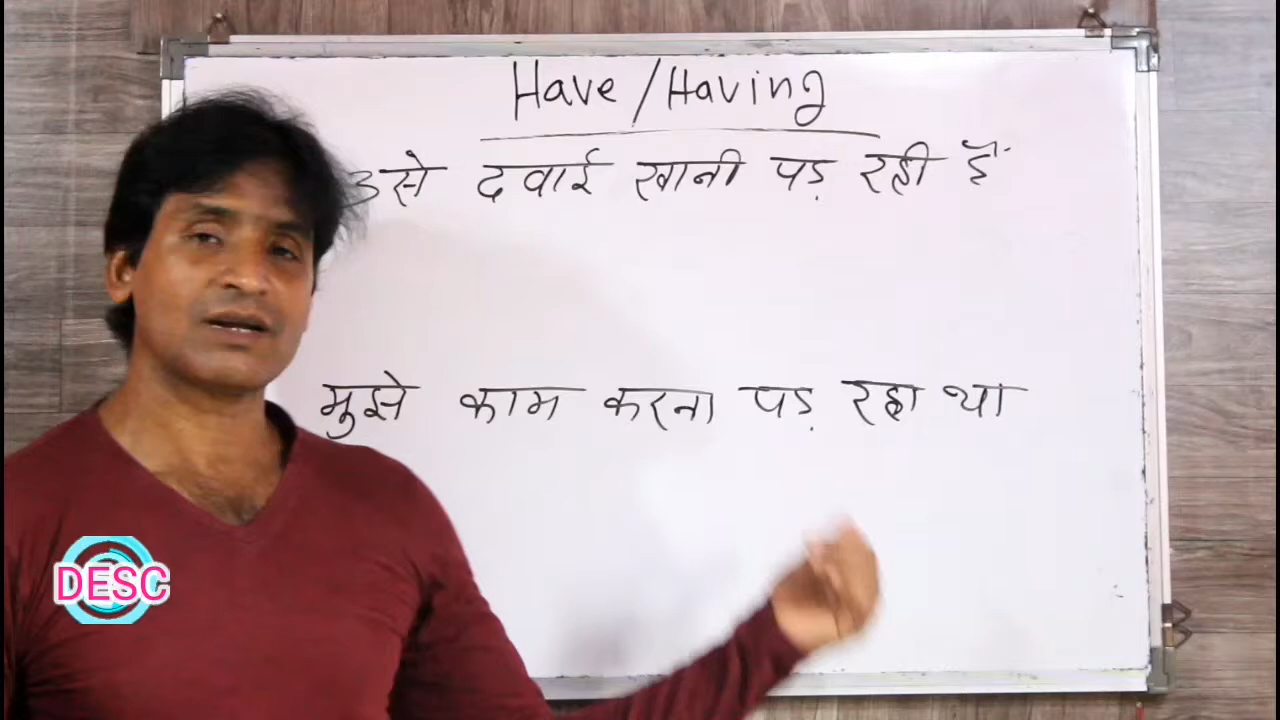 Have/Having
उसे दवाई खानी पड़ रही हैं
मुझे काम करना पड़ रहा था
DESC